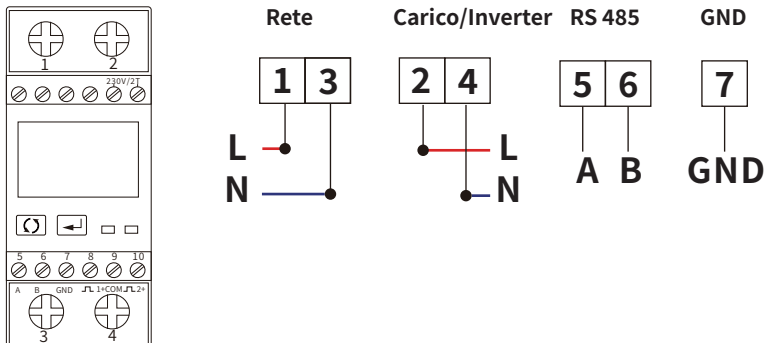 Rete Carico/Inverter RS 485 GND
1 2
230V/2T
1 3 2 4 5 6 7
L L
N N
A B GND
5 6 7 8 9 10
A B GND 1+COM 2+
3 4